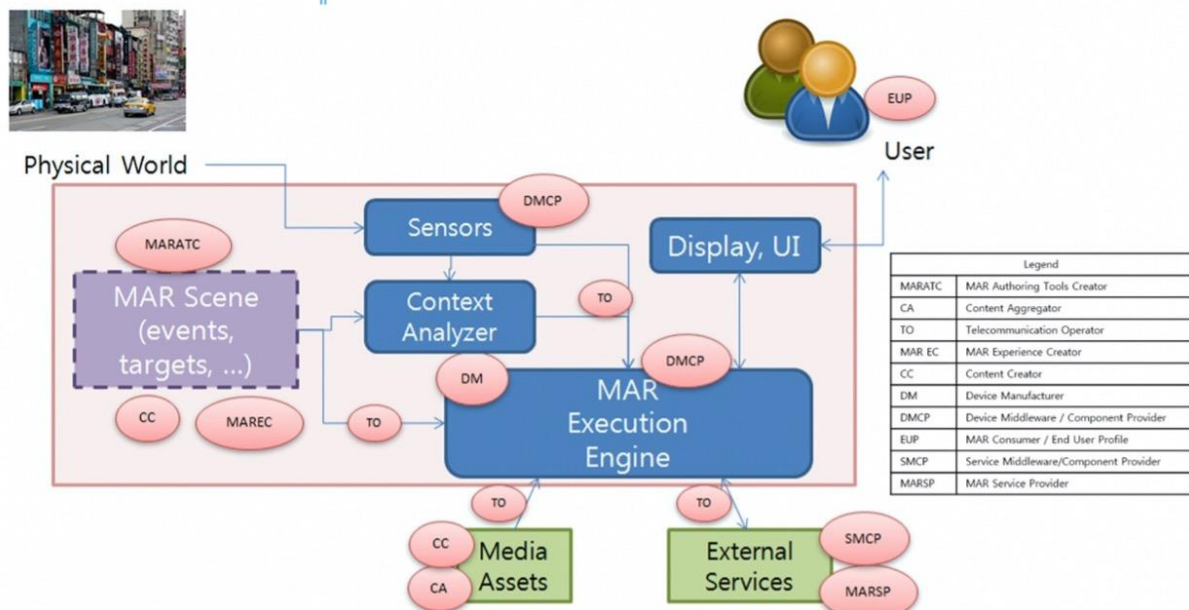 EUP
Physical World
User
DMCP
Sensors
MARATC
Display, UI
MAR Scene
(events,
targets, ...)
Context
Analyzer
TO
DMCP
DM
MAR
Execution
Engine
CC
MAREC
TO
TO
TO
CC
Media
Assets
CA
External
Services
SMCP
MARSP
Legend
MARATC MAR Authoring Tools Creator
CA Content Aggregator
TO Telecommunication Operator
MAR EC MAR Experience Creator
CC Content Creator
DM Device Manufacturer
DMCP Device Middleware / Component Provider
EUP MAR Consumer / End User Profile
SMCP Service Middleware/Component Provider
MARSP MAR Service Provider